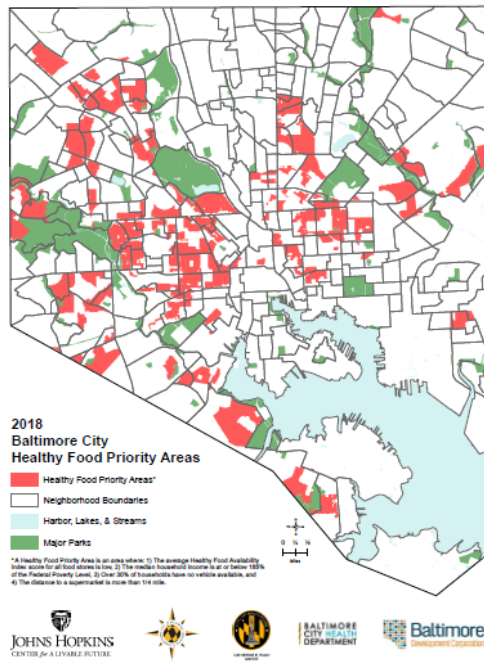 2018
Baltimore City
Healthy Food Priority Areas
Healthy Food Priority Areas*
Neighborhood Boundaries
Harbor, Lakes, & Streams
Major Parks
*A Healthy Food Priority Area is an area where: 1) The average Healthy Food Availability
Index score for all food stores is low, 2) The median household income is at or below 185%
of the Federal Poverty Level, 3) Over 30% of households have no vehicle available, and
4) The distance to a supermarket is more than 1/4 mile.
Miles
JOHNS HOPKINS
CENTER for A LIVABLE FUTURE
BALTIMORE
CITY HEALTH
DEPARTMENT
Baltimore
Development Corporation